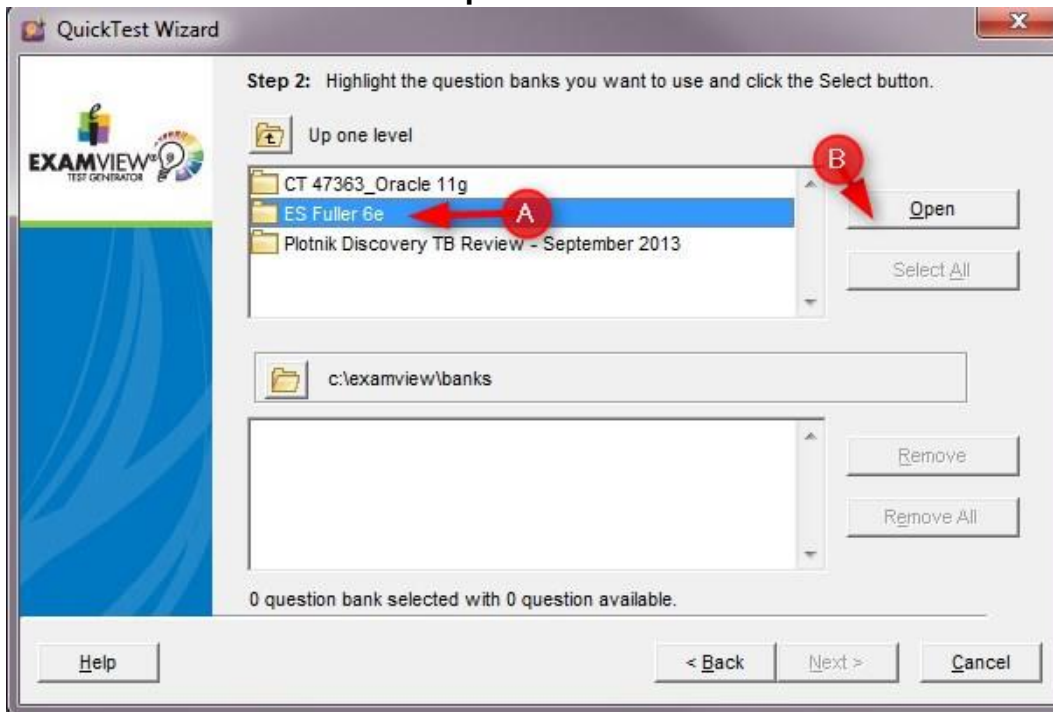 QuickTest Wizard
Step 2: Highlight the question banks you want to use and click the Select button.
EXAMVIEW®
TEST GENERATOR
Up one level
B
CT 47363_Oracle 11g
ES Fuller 6e
A
Open
Plotnik Discovery TB Review - September 2013
Select All
c:\examview\banks
Remove
Remove All
0 question bank selected with 0 question available.
Help
< Back
Next >
Cancel